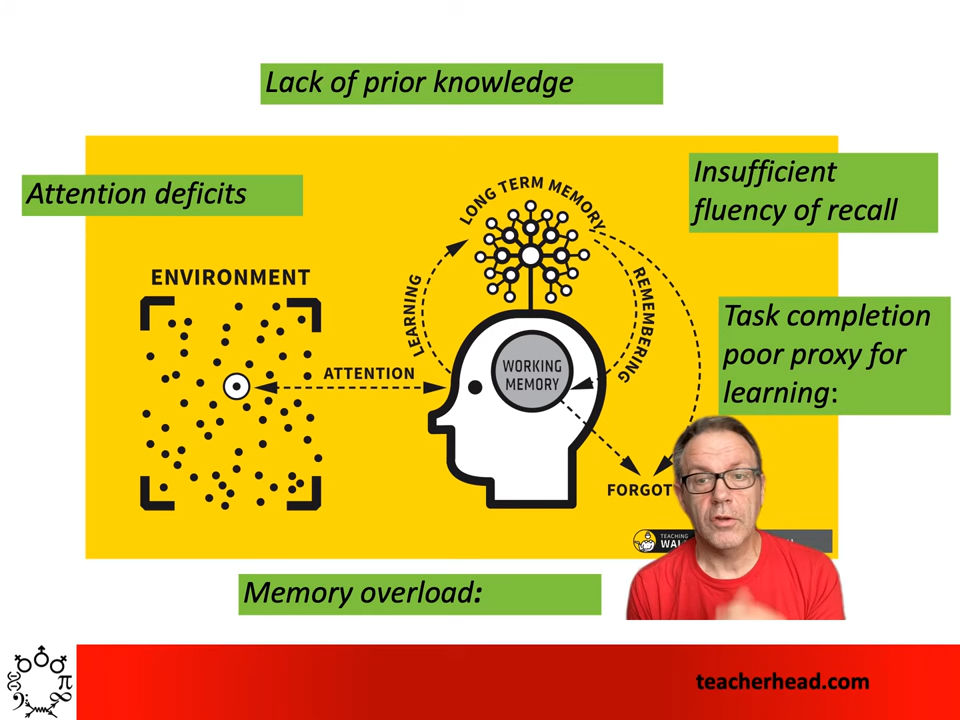 Lack of prior knowledge
Attention deficits
Insufficient
fluency of recall
LONG TERM MEMORY
ENVIRONMENT
LEARNING
REMEMBERING
Task completion
poor proxy for
learning:
WORKING
MEMORY
ATTENTION
FORGOT
TEACHING
Memory overload:
teacherhead.com